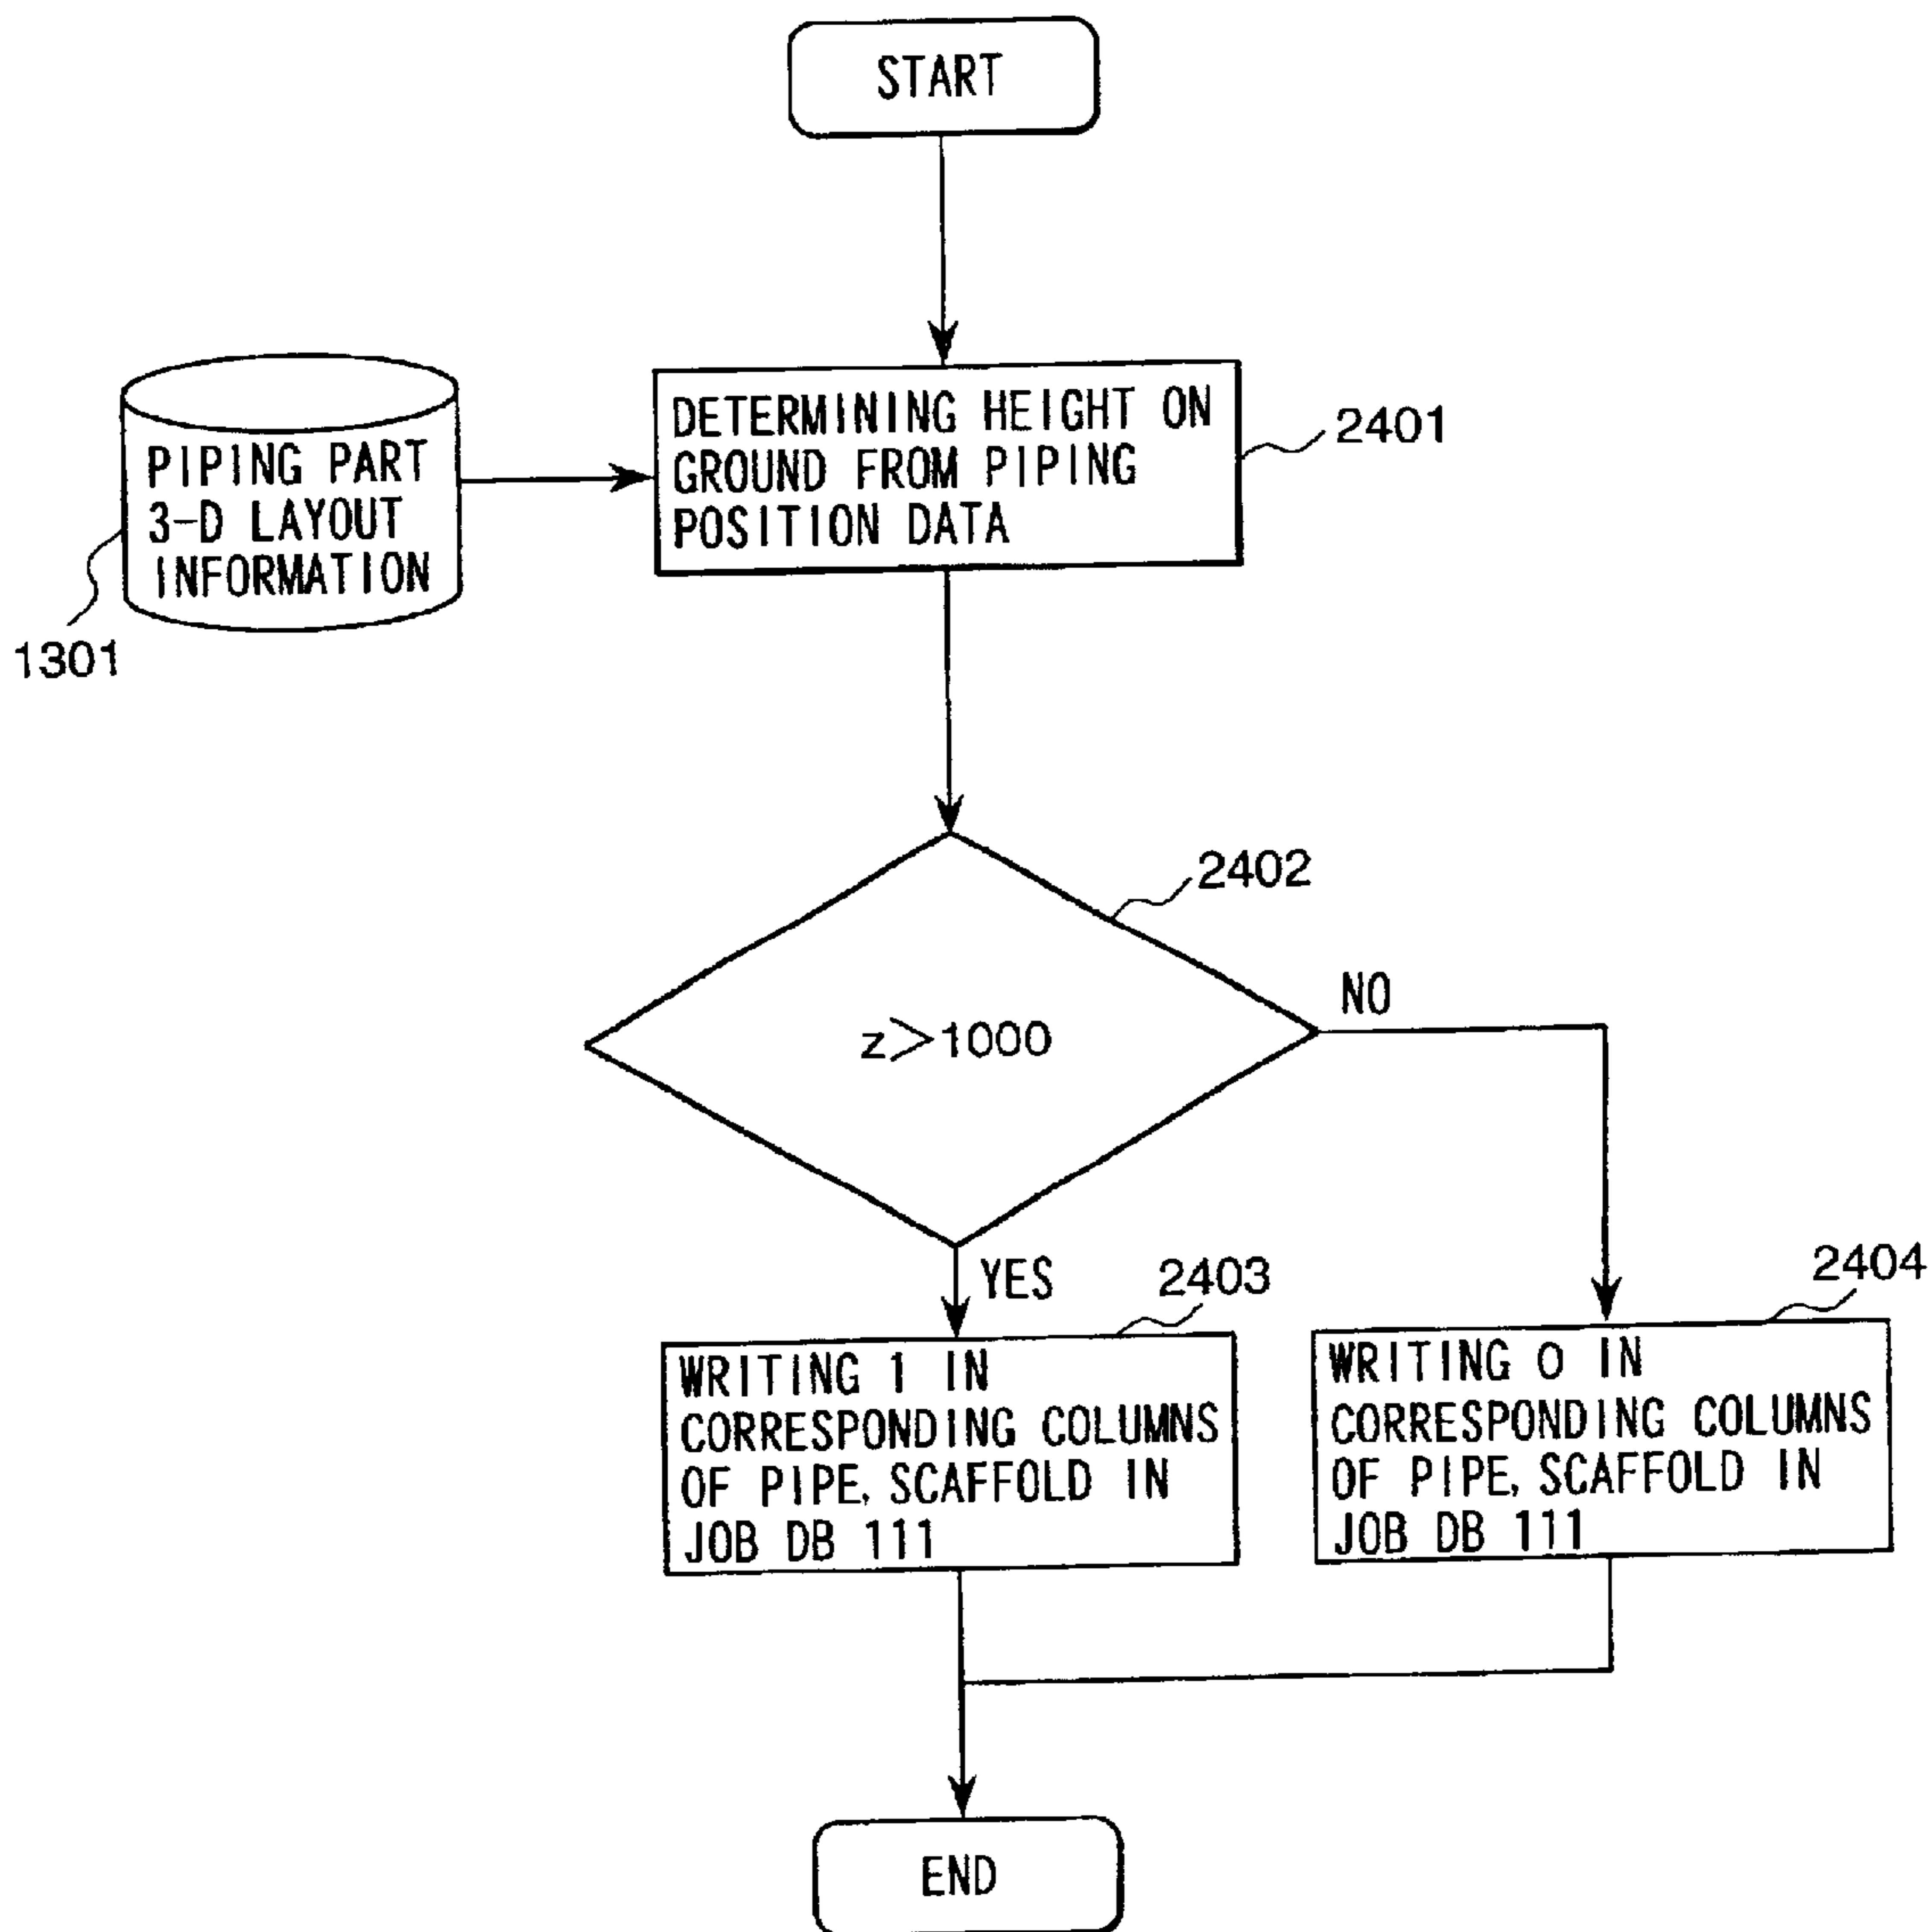 START
PIPING PART
3-D LAYOUT
INFORMATION
1301
DETERMINING HEIGHT ON
GROUND FROM PIPING
POSITION DATA
2401
2402
z>1000
NO
YES
2403
WRITING 1 IN
CORRESPONDING COLUMNS
OF PIPE, SCAFFOLD IN
JOB DB 111
2404
WRITING 0 IN
CORRESPONDING COLUMNS
OF PIPE, SCAFFOLD IN
JOB DB 111
END